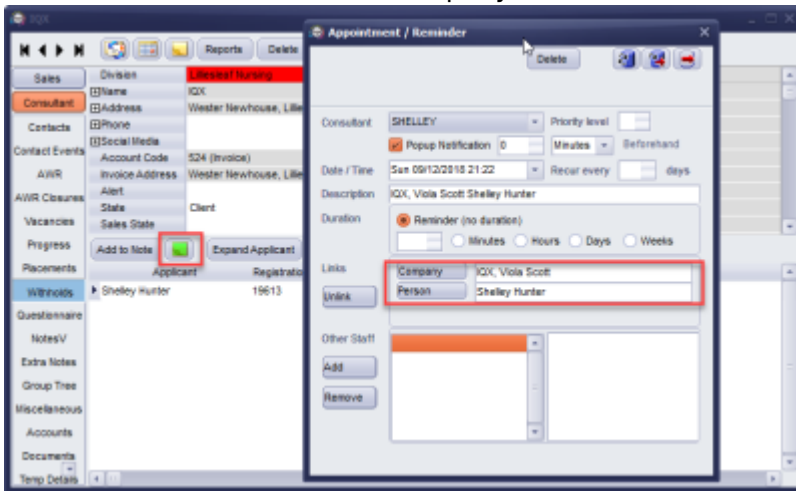 IQX
Reports Delete
Sales
Consultant
Contacts
Contact Events
AWR
AWR Closures
Vacancies
Progress
Placements
Withholds
Questionnaire
NotesV
Extra Notes
Group Tree
Miscellaneous
Accounts
Documents
Temp Details
Division Lilliesleaf Nursing
Name IQX
Address Wester Newhouse, Lillie
Phone
Social Media
Account Code 524 (Invoice)
Invoice Address Wester Newhouse, Lillie
Alert
State Client
Sales State
Add to Note Expand Applicant
Applicant Registratio
Shelley Hunter 19613
Appointment / Reminder
Delete
Consultant SHELLEY Priority level
Popup Notification 0 Minutes Beforehand
Date / Time Sun 09/12/2018 21:22 Recur every days
Description IQX, Viola Scott Shelley Hunter
Duration Reminder (no duration)
Minutes Hours Days Weeks
Links Company IQX, Viola Scott
Unlink Person Shelley Hunter
Other Staff
Add
Remove